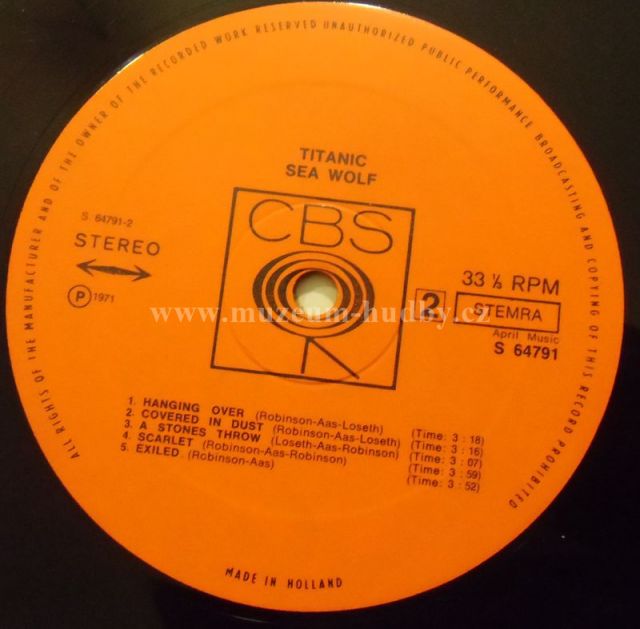 ALL RIGHTS OF THE MANUFACTURER AND OF THE OWNER OF THE RECORDED WORK RESERVED UNAUTHORIZED PUBLIC PERFORMANCE BROADCASTING AND COPYING OF THIS RECORD PROHIBITED
TITANIC
SEA WOLF
CBS
S. 64791-2
STEREO
Ⓟ 1971
33 ⅓ RPM
STEMRA
April Music
S 64791
www.muzeum-hudby.cz
1. HANGING OVER (Robinson-Aas-Loseth) (Time: 3 : 18)
2. COVERED IN DUST (Robinson-Aas-Loseth) (Time: 3 : 16)
3. A STONES THROW (Loseth-Aas-Robinson) (Time: 3 : 07)
4. SCARLET (Robinson-Aas-Robinson) (Time: 3 : 59)
5. EXILED (Robinson-Aas) (Time: 3 : 52)
MADE IN HOLLAND